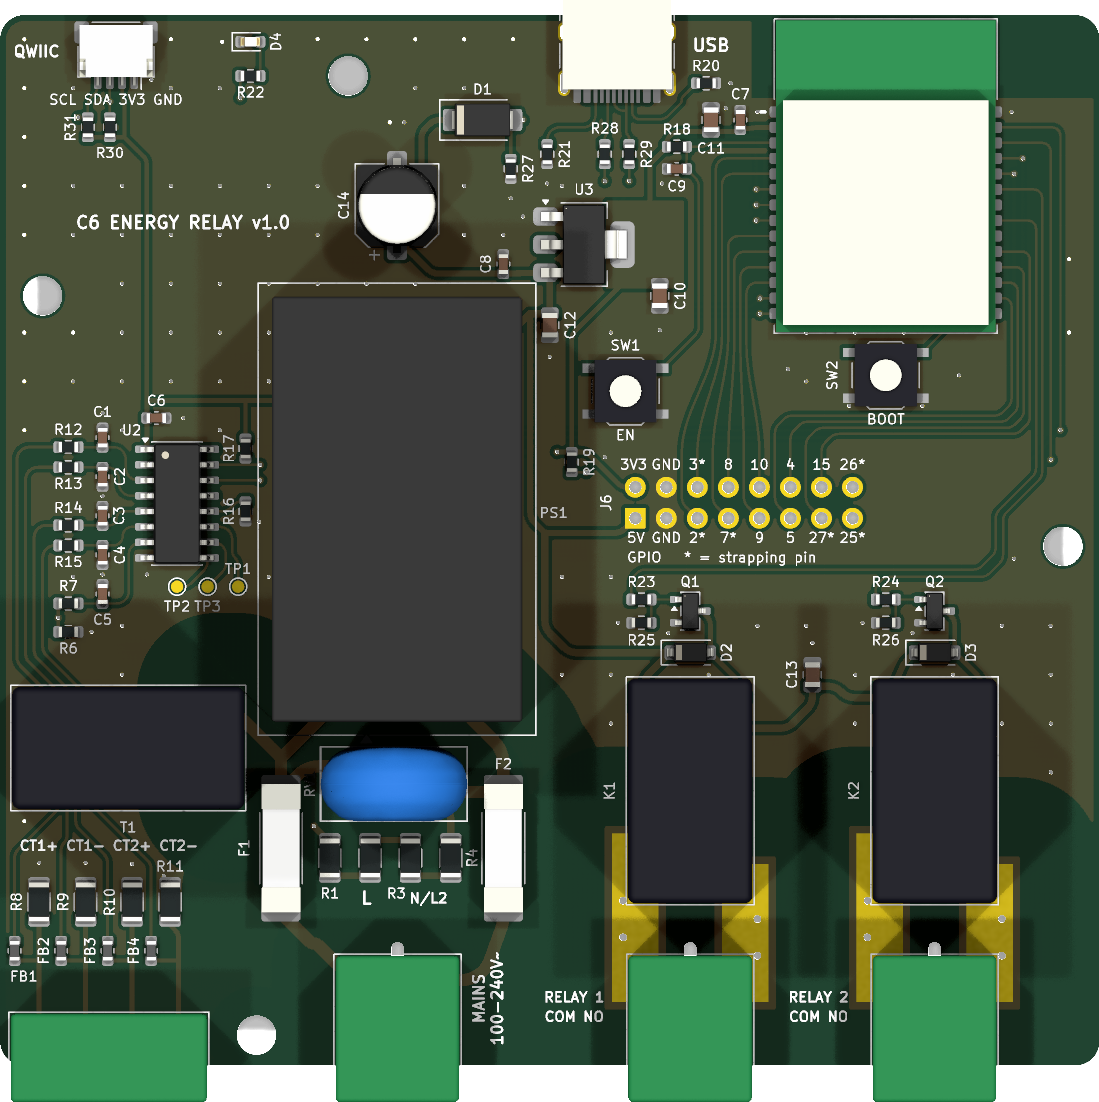 QWIIC
D4
USB
R20
R22
D1
C7
SCL SDA 3V3 GND
R31
R30
R28
R18
C11
R27
R21
R29
C9
U3
C14
C6 ENERGY RELAY v1.0
+
C8
C10
C12
SW1
SW2
EN
BOOT
C6
C1
U2
R12
R17
R13
C2
R19
3V3 GND 3* 8 10 4 15 26*
J6
R14
C3
R16
PS1
R15
C4
5V GND 2* 7* 9 5 27* 25*
GPIO * = strapping pin
TP1
R7
TP2 TP3
C5
R6
R23
Q1
R24
Q2
R25
R26
D2
D3
C13
F2
K1
K2
T1
CT1+ CT1- CT2+ CT2-
F1
R4
R11
R8
R9
R10
R1
L
R3
N/L2
FB2
FB3
FB4
FB1
MAINS
100-240V~
RELAY 1
COM NO
RELAY 2
COM NO